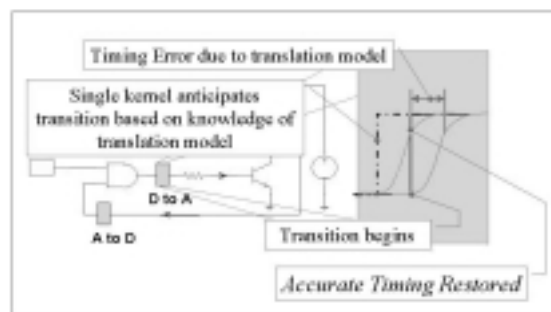 Timing Error due to translation model
Single kernel anticipates
transition based on knowledge of
translation model
D to A
A to D
Transition begins
Accurate Timing Restored